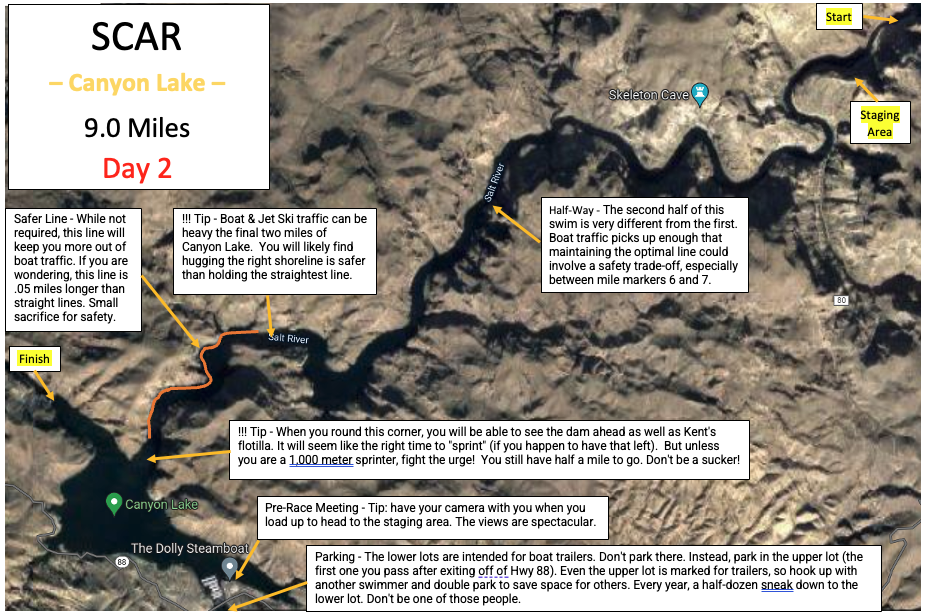 SCAR
– Canyon Lake –
9.0 Miles
Day 2
Start
Skeleton Cave
Staging
Area
Salt River
Safer Line - While not
required, this line will
keep you more out of
boat traffic. If you are
wondering, this line is
.05 miles longer than
straight lines. Small
sacrifice for safety.
!!! Tip - Boat & Jet Ski traffic can be
heavy the final two miles of
Canyon Lake.  You will likely find
hugging the right shoreline is safer
than holding the straightest line.
Half-Way - The second half of this
swim is very different from the first.
Boat traffic picks up enough that
maintaining the optimal line could
involve a safety trade-off, especially
between mile markers 6 and 7.
80
Salt River
Finish
!!! Tip - When you round this corner, you will be able to see the dam ahead as well as Kent's
flotilla. It will seem like the right time to "sprint" (if you happen to have that left).  But unless
you are a 1,000 meter sprinter, fight the urge!  You still have half a mile to go. Don't be a sucker!
Canyon Lake
Pre-Race Meeting - Tip: have your camera with you when you
load up to head to the staging area. The views are spectacular.
The Dolly Steamboat
88
Parking - The lower lots are intended for boat trailers. Don't park there. Instead, park in the upper lot (the
first one you pass after exiting off of Hwy 88). Even the upper lot is marked for trailers, so hook up with
another swimmer and double park to save space for others. Every year, a half-dozen sneak down to the
lower lot. Don't be one of those people.